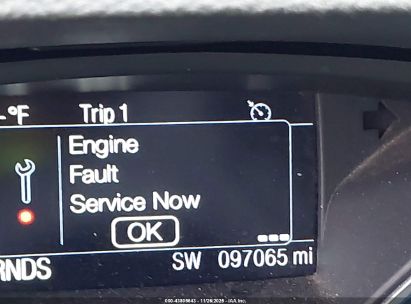 -°F Trip 1
Engine
Fault
Service Now
OK
RNDS SW 097065 mi